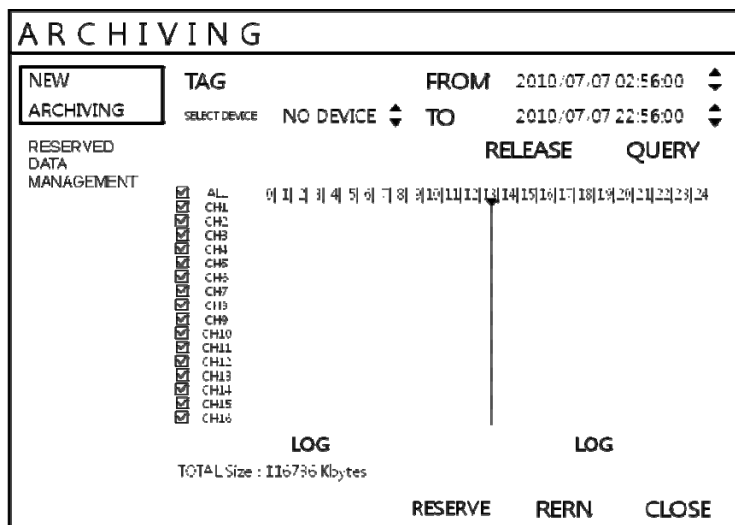 ARCHIVING
NEW ARCHIVING
RESERVED DATA MANAGEMENT
TAG
FROM 2010/07/07 02:56:00
SELECT DEVICE NO DEVICE TO 2010/07/07 22:56:00
RELEASE QUERY
ALL 0| 1| 2| 3| 4| 5| 6| 7| 8| 9|10|11|12|13|14|15|16|17|18|19|20|21|22|23|24
CH1
CH2
CH3
CH4
CH5
CH6
CH7
CH8
CH9
CH10
CH11
CH12
CH13
CH14
CH15
CH16
LOG LOG
TOTAL Size : 116736 Kbytes
RESERVE RERN CLOSE